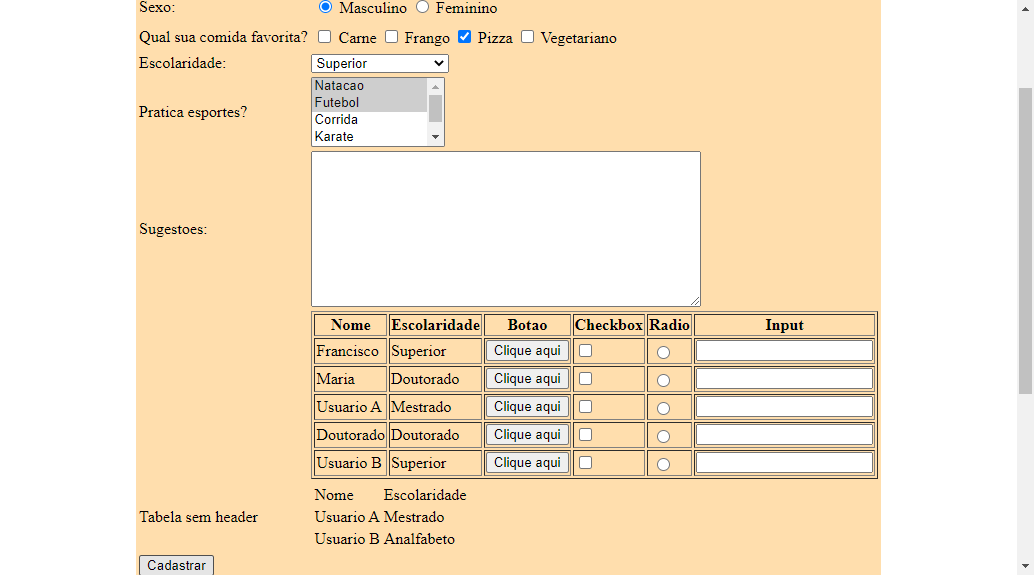 Sexo: Masculino Feminino
Qual sua comida favorita? Carne Frango Pizza Vegetariano
Escolaridade: Superior
Pratica esportes?
Natacao
Futebol
Corrida
Karate
Sugestoes:
Nome Escolaridade Botao Checkbox Radio Input
Francisco Superior Clique aqui
Maria Doutorado Clique aqui
Usuario A Mestrado Clique aqui
Doutorado Doutorado Clique aqui
Usuario B Superior Clique aqui
Tabela sem header
Nome Escolaridade
Usuario A Mestrado
Usuario B Analfabeto
Cadastrar